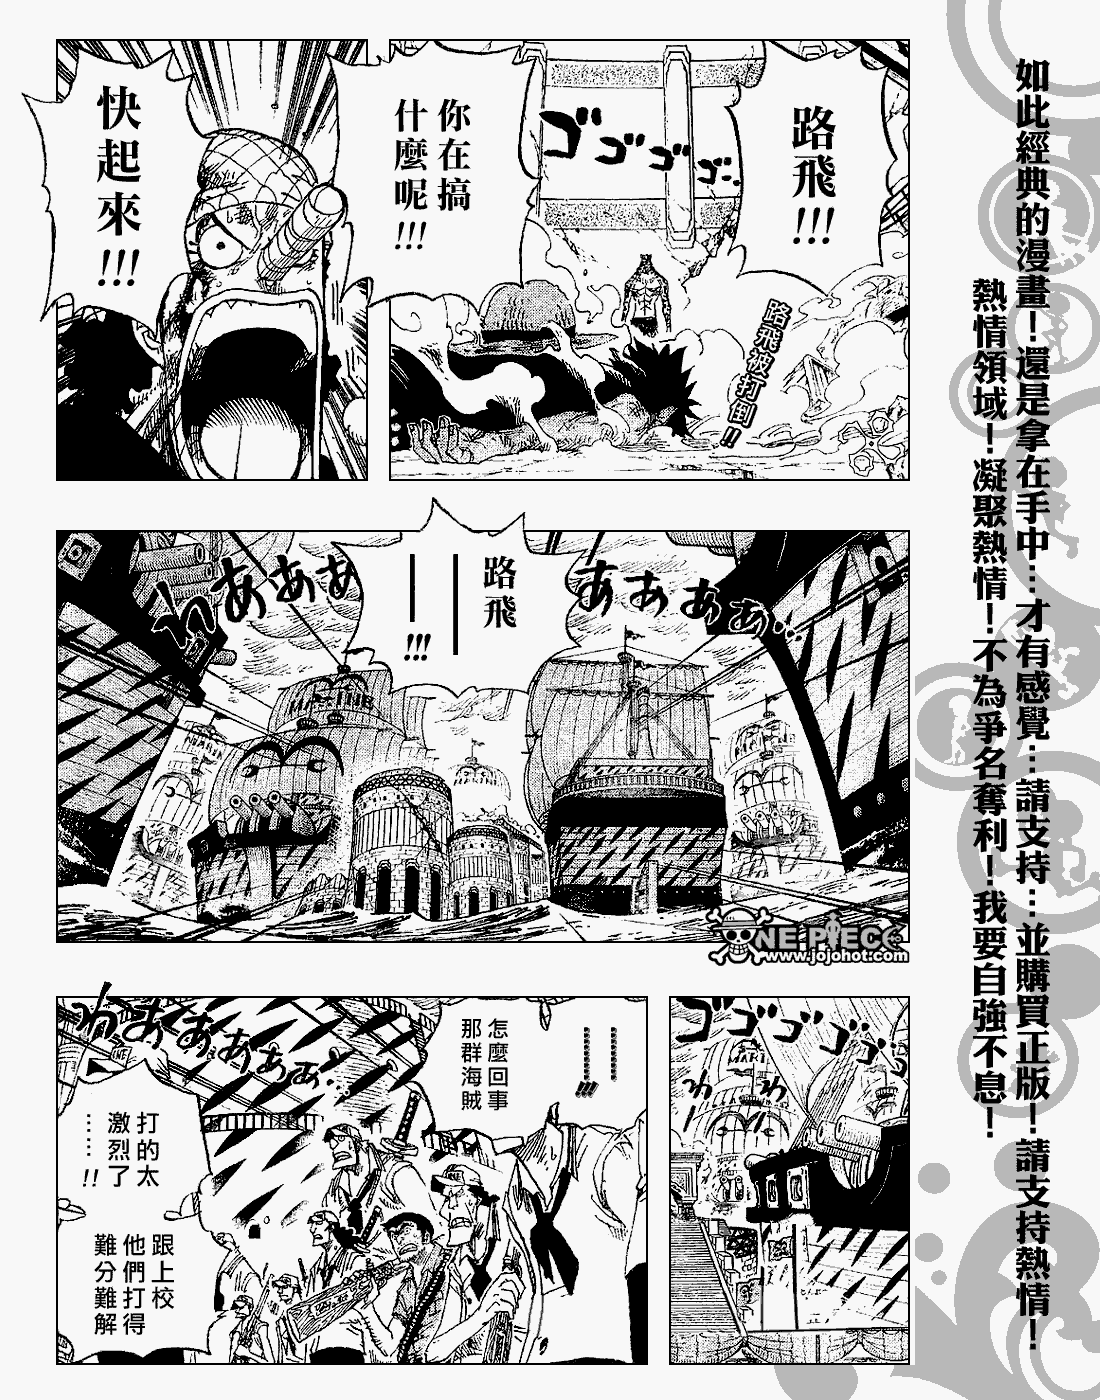 如此經典的漫畫！還是拿在手中…才有感覺…請支持…並購買正版！請支持熱情！
熱情領域！凝聚熱情！不為爭名奪利！我要自強不息！
路飛!!!
ゴゴゴゴ…
路飛被打倒!!
你在搞
什麼呢!!!
快起來!!!
路飛
———!!!
ああああ…
わあああ
MARINE
ONE PIECE
www.jojohot.com
ゴゴゴゴゴ
わー
わー
………
………!!!
怎麼回事
那群海賊
わああああぁ…
打的太
激烈了
……!!
跟上校
他們打得
難分難解